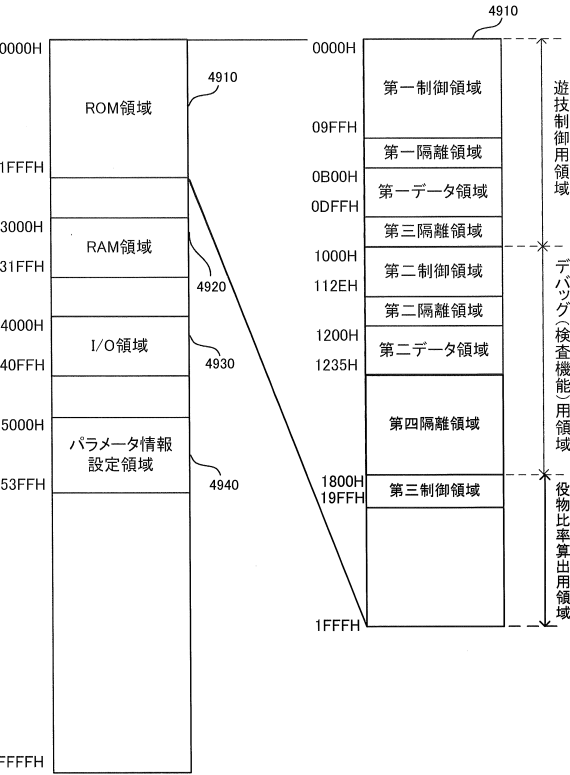 0000H
ROM領域
4910
1FFFH
3000H
RAM領域
31FFH
4920
4000H
I/O領域
40FFH
4930
5000H
パラメータ情報
設定領域
53FFH
4940
FFFFH
4910
0000H
第一制御領域
09FFH
第一隔離領域
0B00H
第一データ領域
0DFFH
第三隔離領域
1000H
第二制御領域
112EH
第二隔離領域
1200H
第二データ領域
1235H
第四隔離領域
1800H
19FFH
第三制御領域
1FFFH
遊技制御用領域
デバッグ(検査機能)用領域
役物比率算出用領域